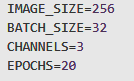 IMAGE_SIZE=256
BATCH_SIZE=32
CHANNELS=3
EPOCHS=20